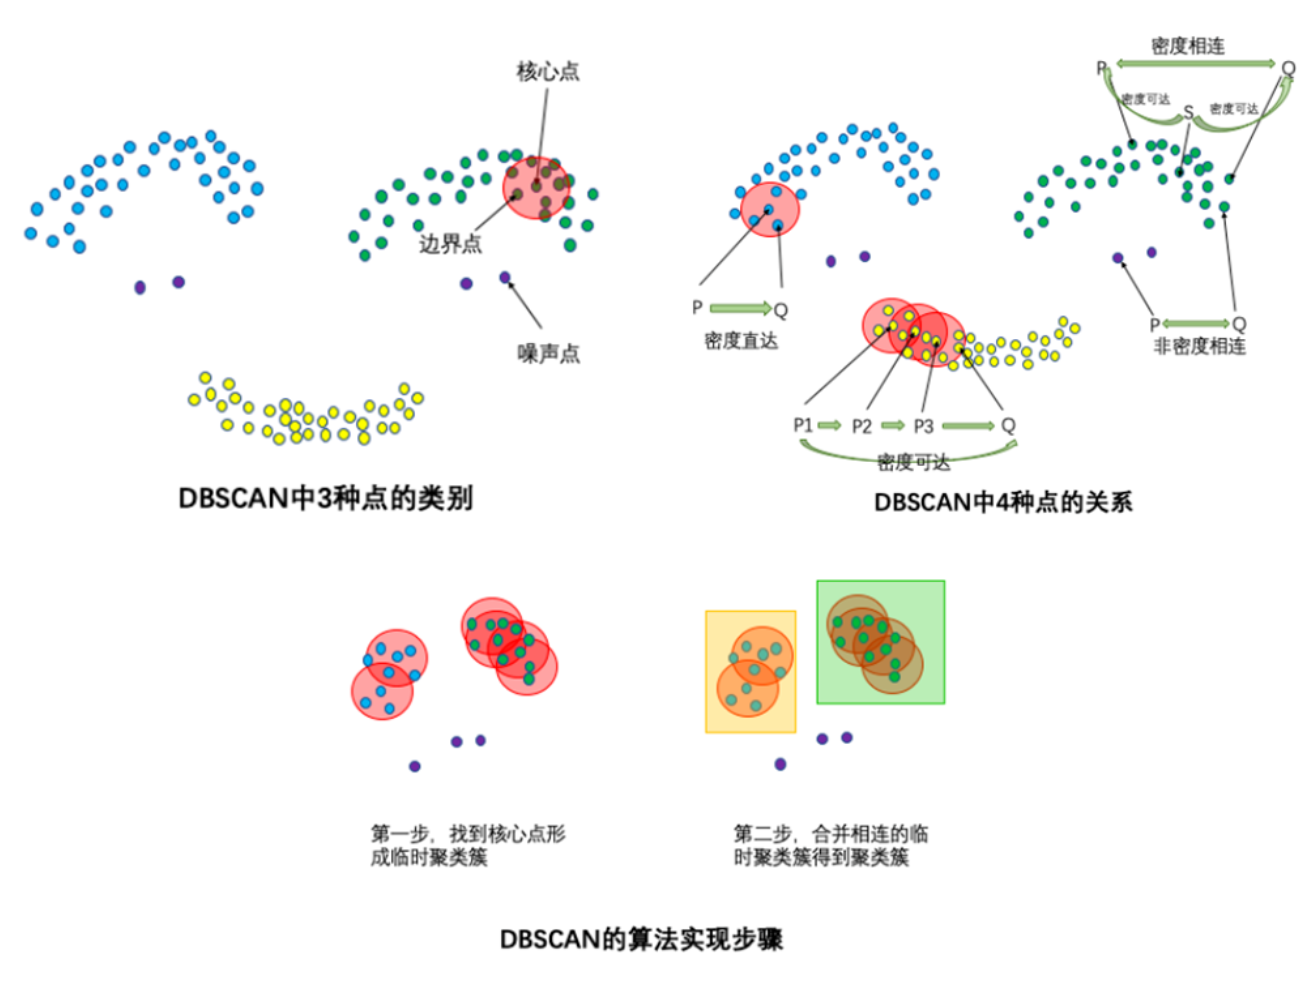 核心点
边界点
噪声点
DBSCAN中3种点的类别
密度相连
P
Q
密度可达
S
密度可达
P
Q
密度直达
P
Q
非密度相连
P1
P2
P3
Q
密度可达
DBSCAN中4种点的关系
第一步，找到核心点形
成临时聚类簇
第二步，合并相连的临
时聚类簇得到聚类簇
DBSCAN的算法实现步骤